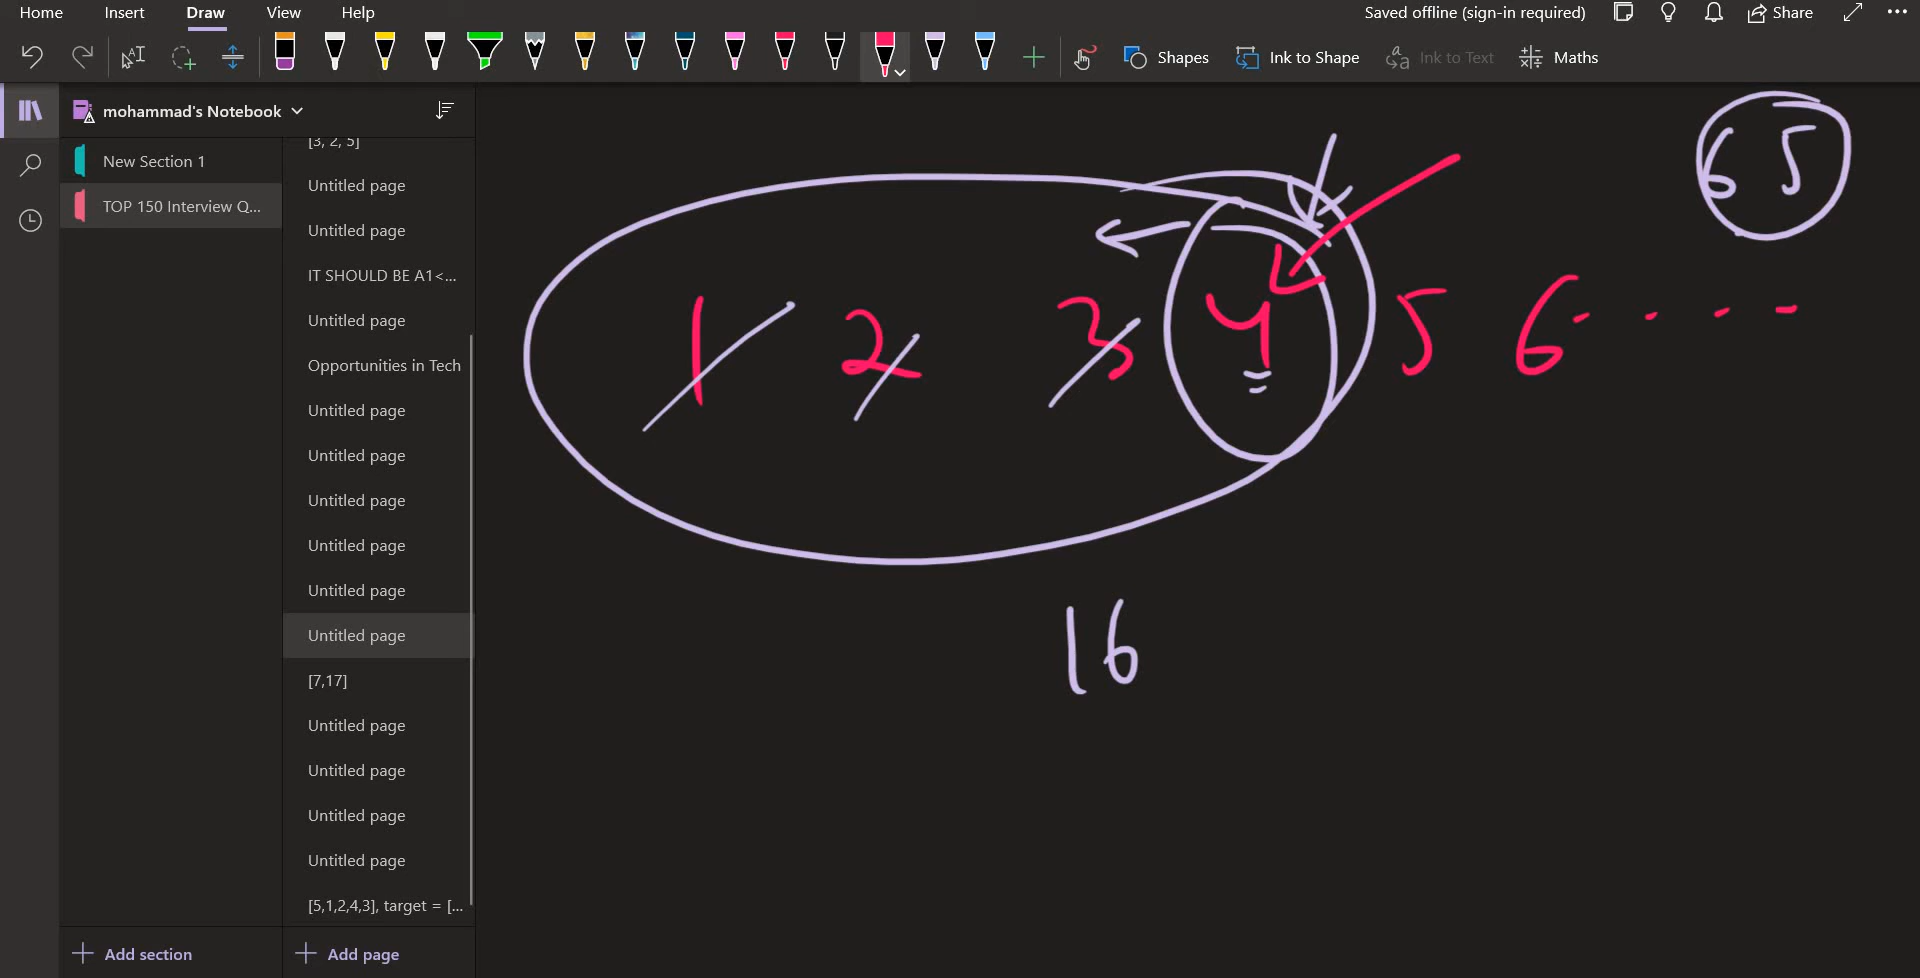 Home Insert Draw View Help Saved offline (sign-in required) Share
Shapes Ink to Shape Ink to Text Maths
mohammad's Notebook
New Section 1
TOP 150 Interview Q...
Add section
[3, 2, 5]
Untitled page
Untitled page
IT SHOULD BE A1<...
Untitled page
Opportunities in Tech
Untitled page
Untitled page
Untitled page
Untitled page
Untitled page
Untitled page
[7,17]
Untitled page
Untitled page
Untitled page
Untitled page
[5,1,2,4,3], target = [...
Add page
6 5
1 2 3 4 5 6 - - - -
16